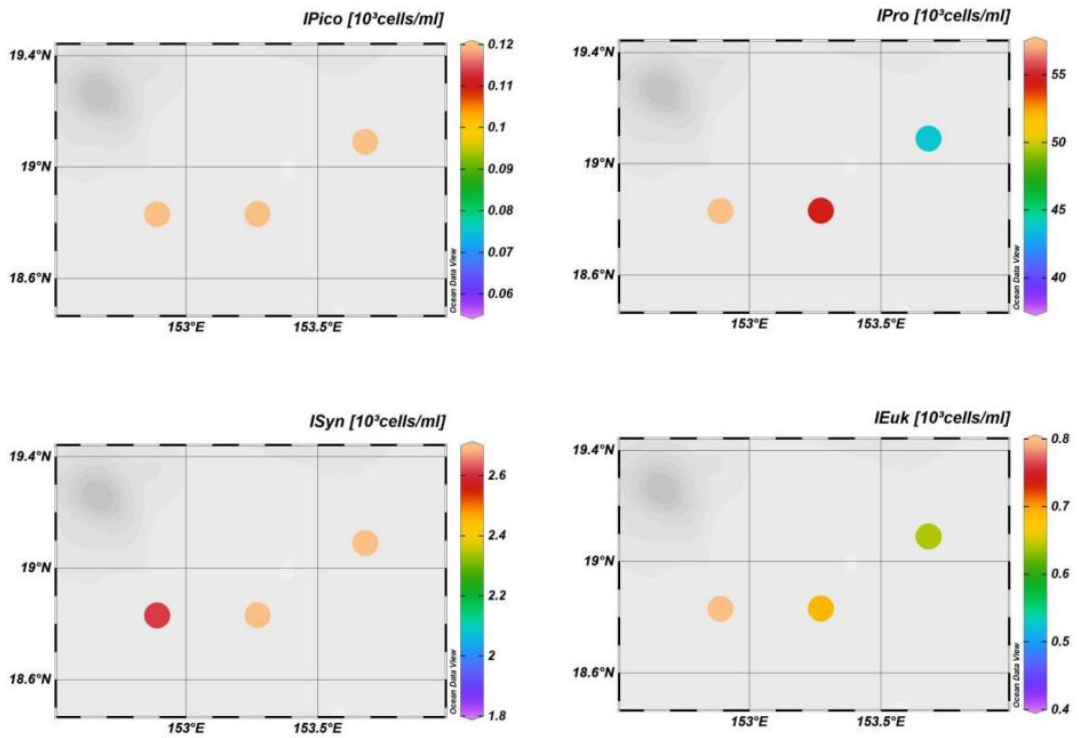 IPico [10³cells/ml]
19.4°N
19°N
18.6°N
153°E
153.5°E
0.12
0.11
0.1
0.09
0.08
0.07
0.06
Ocean Data View
IPro [10³cells/ml]
19.4°N
19°N
18.6°N
153°E
153.5°E
55
50
45
40
Ocean Data View
ISyn [10³cells/ml]
19.4°N
19°N
18.6°N
153°E
153.5°E
2.6
2.4
2.2
2
1.8
Ocean Data View
IEuk [10³cells/ml]
19.4°N
19°N
18.6°N
153°E
153.5°E
0.8
0.7
0.6
0.5
0.4
Ocean Data View